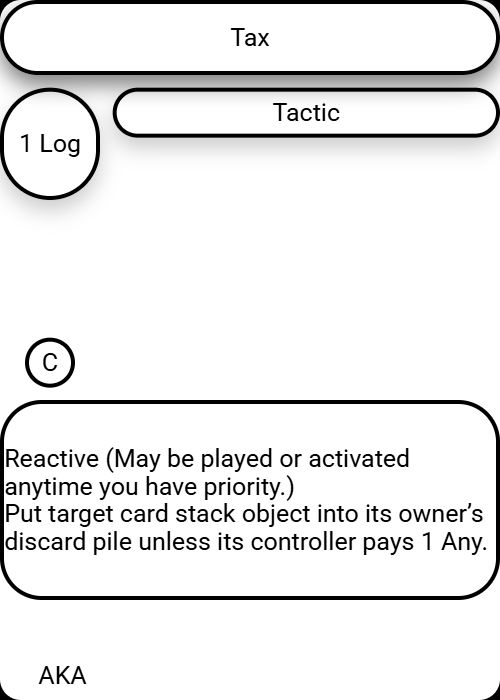 Tax
Tactic
1 Log
C
Reactive (May be played or activated
anytime you have priority.)
Put target card stack object into its owner’s
discard pile unless its controller pays 1 Any.
AKA